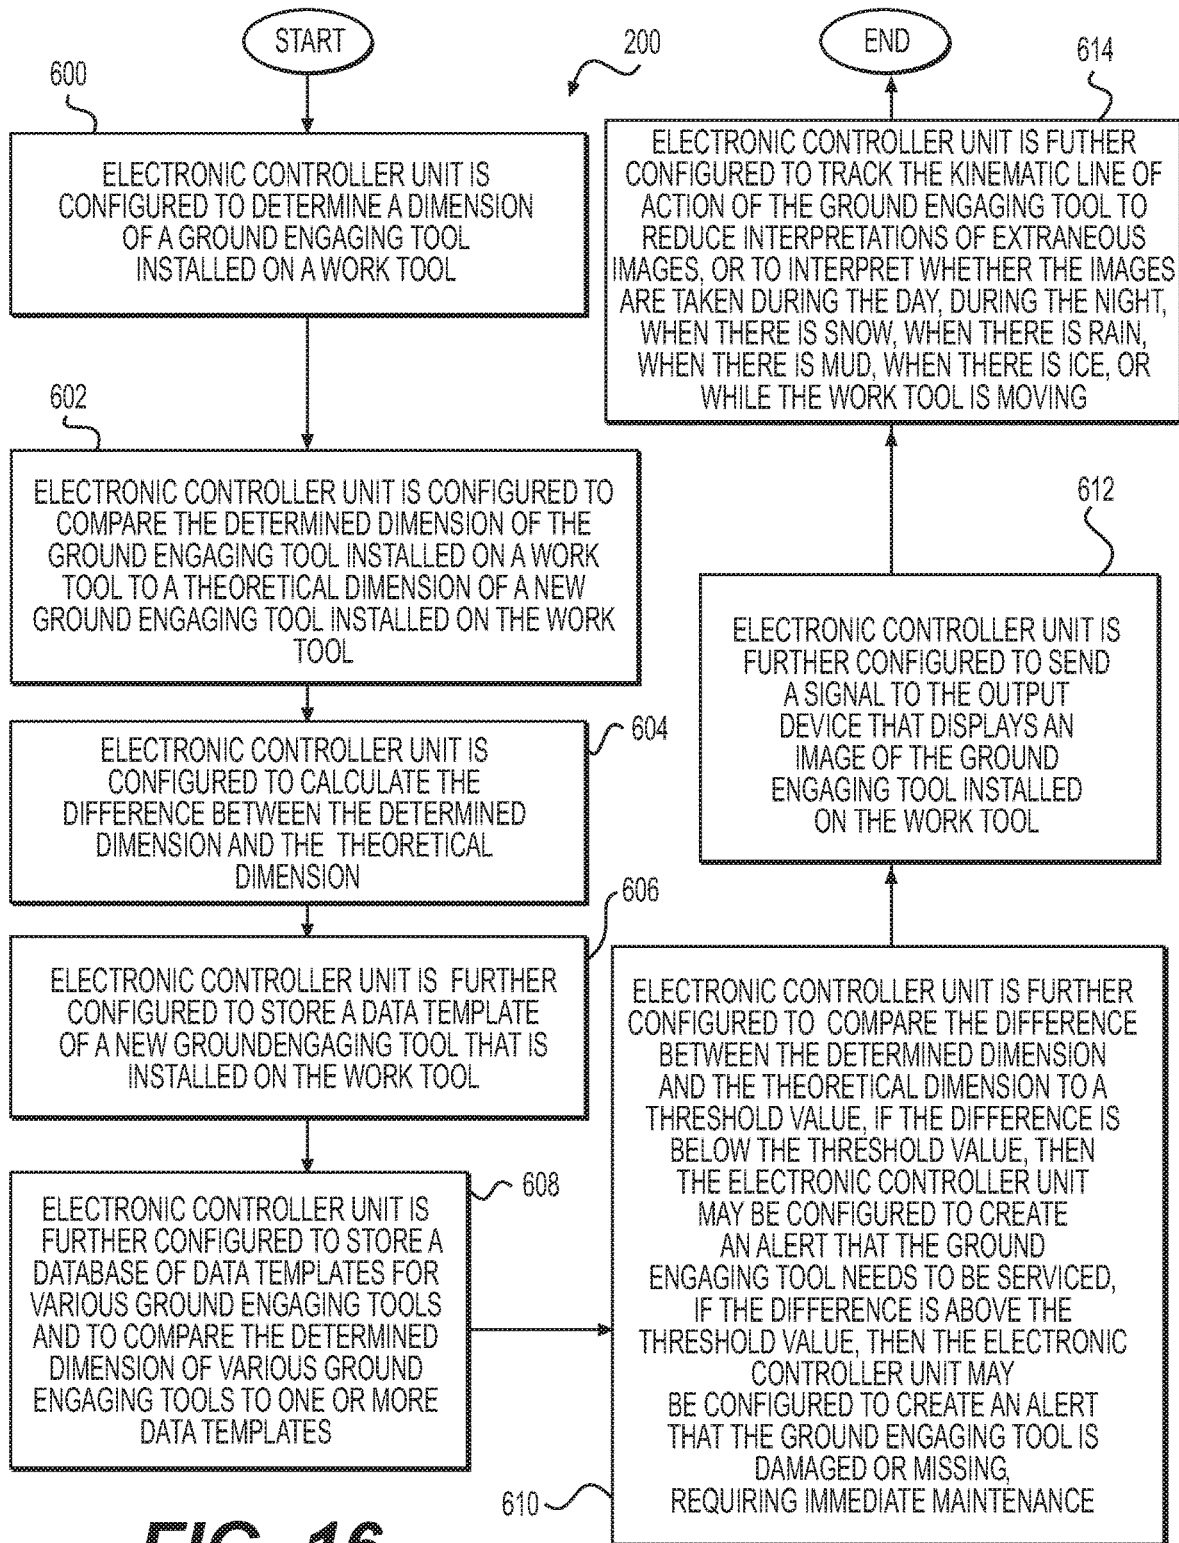 START
200
600
ELECTRONIC CONTROLLER UNIT IS
CONFIGURED TO DETERMINE A DIMENSION
OF A GROUND ENGAGING TOOL
INSTALLED ON A WORK TOOL
602
ELECTRONIC CONTROLLER UNIT IS CONFIGURED TO
COMPARE THE DETERMINED DIMENSION OF THE
GROUND ENGAGING TOOL INSTALLED ON A WORK
TOOL TO A THEORETICAL DIMENSION OF A NEW
GROUND ENGAGING TOOL INSTALLED ON THE WORK
TOOL
604
ELECTRONIC CONTROLLER UNIT IS
CONFIGURED TO CALCULATE THE
DIFFERENCE BETWEEN THE DETERMINED
DIMENSION AND THE THEORETICAL
DIMENSION
606
ELECTRONIC CONTROLLER UNIT IS FURTHER
CONFIGURED TO STORE A DATA TEMPLATE
OF A NEW GROUNDENGAGING TOOL THAT IS
INSTALLED ON THE WORK TOOL
608
ELECTRONIC CONTROLLER UNIT IS
FURTHER CONFIGURED TO STORE A
DATABASE OF DATA TEMPLATES FOR
VARIOUS GROUND ENGAGING TOOLS
AND TO COMPARE THE DETERMINED
DIMENSION OF VARIOUS GROUND
ENGAGING TOOLS TO ONE OR MORE
DATA TEMPLATES
610
ELECTRONIC CONTROLLER UNIT IS FURTHER
CONFIGURED TO COMPARE THE DIFFERENCE
BETWEEN THE DETERMINED DIMENSION
AND THE THEORETICAL DIMENSION TO A
THRESHOLD VALUE, IF THE DIFFERENCE IS
BELOW THE THRESHOLD VALUE, THEN
THE ELECTRONIC CONTROLLER UNIT
MAY BE CONFIGURED TO CREATE
AN ALERT THAT THE GROUND
ENGAGING TOOL NEEDS TO BE SERVICED,
IF THE DIFFERENCE IS ABOVE THE
THRESHOLD VALUE, THEN THE ELECTRONIC
CONTROLLER UNIT MAY
BE CONFIGURED TO CREATE AN ALERT
THAT THE GROUND ENGAGING TOOL IS
DAMAGED OR MISSING,
REQUIRING IMMEDIATE MAINTENANCE
612
ELECTRONIC CONTROLLER UNIT IS
FURTHER CONFIGURED TO SEND
A SIGNAL TO THE OUTPUT
DEVICE THAT DISPLAYS AN
IMAGE OF THE GROUND
ENGAGING TOOL INSTALLED
ON THE WORK TOOL
614
ELECTRONIC CONTROLLER UNIT IS FUTHER
CONFIGURED TO TRACK THE KINEMATIC LINE OF
ACTION OF THE GROUND ENGAGING TOOL TO
REDUCE INTERPRETATIONS OF EXTRANEOUS
IMAGES, OR TO INTERPRET WHETHER THE IMAGES
ARE TAKEN DURING THE DAY, DURING THE NIGHT,
WHEN THERE IS SNOW, WHEN THERE IS RAIN,
WHEN THERE IS MUD, WHEN THERE IS ICE, OR
WHILE THE WORK TOOL IS MOVING
END
FIG. 16